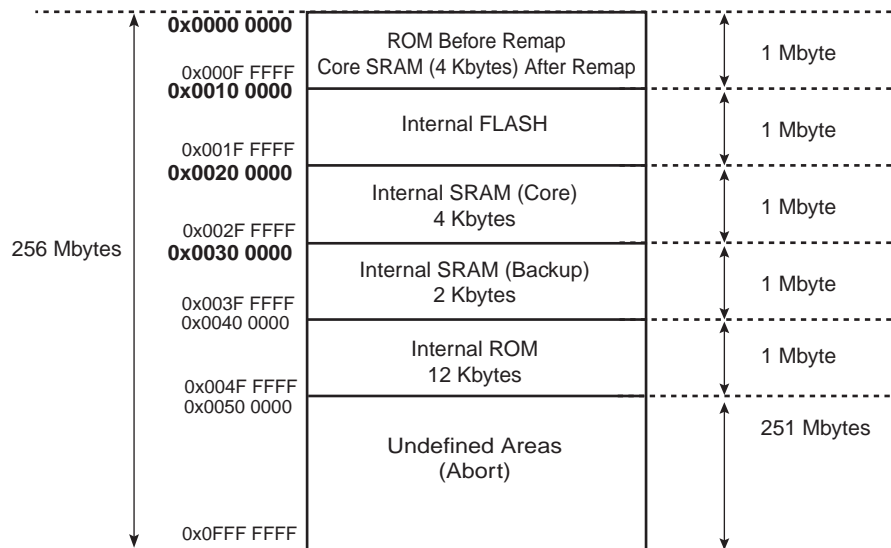 0x0000 0000
ROM Before Remap
Core SRAM (4 Kbytes) After Remap
1 Mbyte
0x000F FFFF
0x0010 0000
Internal FLASH
1 Mbyte
0x001F FFFF
0x0020 0000
Internal SRAM (Core)
4 Kbytes
1 Mbyte
0x002F FFFF
256 Mbytes
0x0030 0000
Internal SRAM (Backup)
2 Kbytes
1 Mbyte
0x003F FFFF
0x0040 0000
Internal ROM
12 Kbytes
1 Mbyte
0x004F FFFF
0x0050 0000
251 Mbytes
Undefined Areas
(Abort)
0x0FFF FFFF